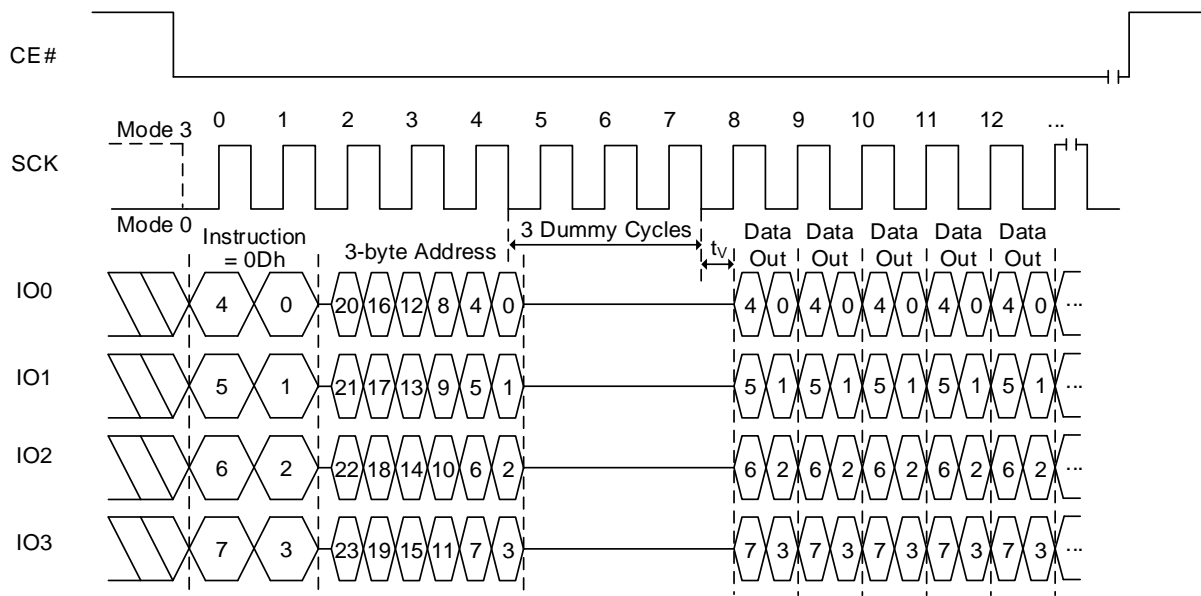 CE#
0 1 2 3 4 5 6 7 8 9 10 11 12 ...
Mode 3
SCK
Mode 0
Instruction
= 0Dh
3-byte Address
3 Dummy Cycles
tV
Data Out
Data Out
Data Out
Data Out
Data Out
IO0 4 0 20 16 12 8 4 0 4 0 4 0 4 0 4 0 4 0 ...
IO1 5 1 21 17 13 9 5 1 5 1 5 1 5 1 5 1 5 1 ...
IO2 6 2 22 18 14 10 6 2 6 2 6 2 6 2 6 2 6 2 ...
IO3 7 3 23 19 15 11 7 3 7 3 7 3 7 3 7 3 7 3 ...